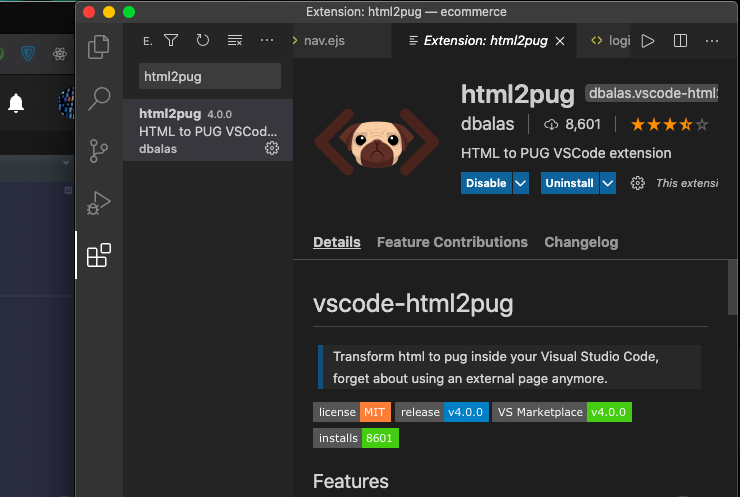 Extension: html2pug — ecommerce
E.
nav.ejs
Extension: html2pug
logi
html2pug
html2pug 4.0.0
HTML to PUG VSCod...
dbalas
html2pug
dbalas.vscode-html
dbalas
8,601
HTML to PUG VSCode extension
Disable
Uninstall
This extensi
Details
Feature Contributions
Changelog
vscode-html2pug
Transform html to pug inside your Visual Studio Code,
forget about using an external page anymore.
license MIT release v4.0.0 VS Marketplace v4.0.0
installs 8601
Features